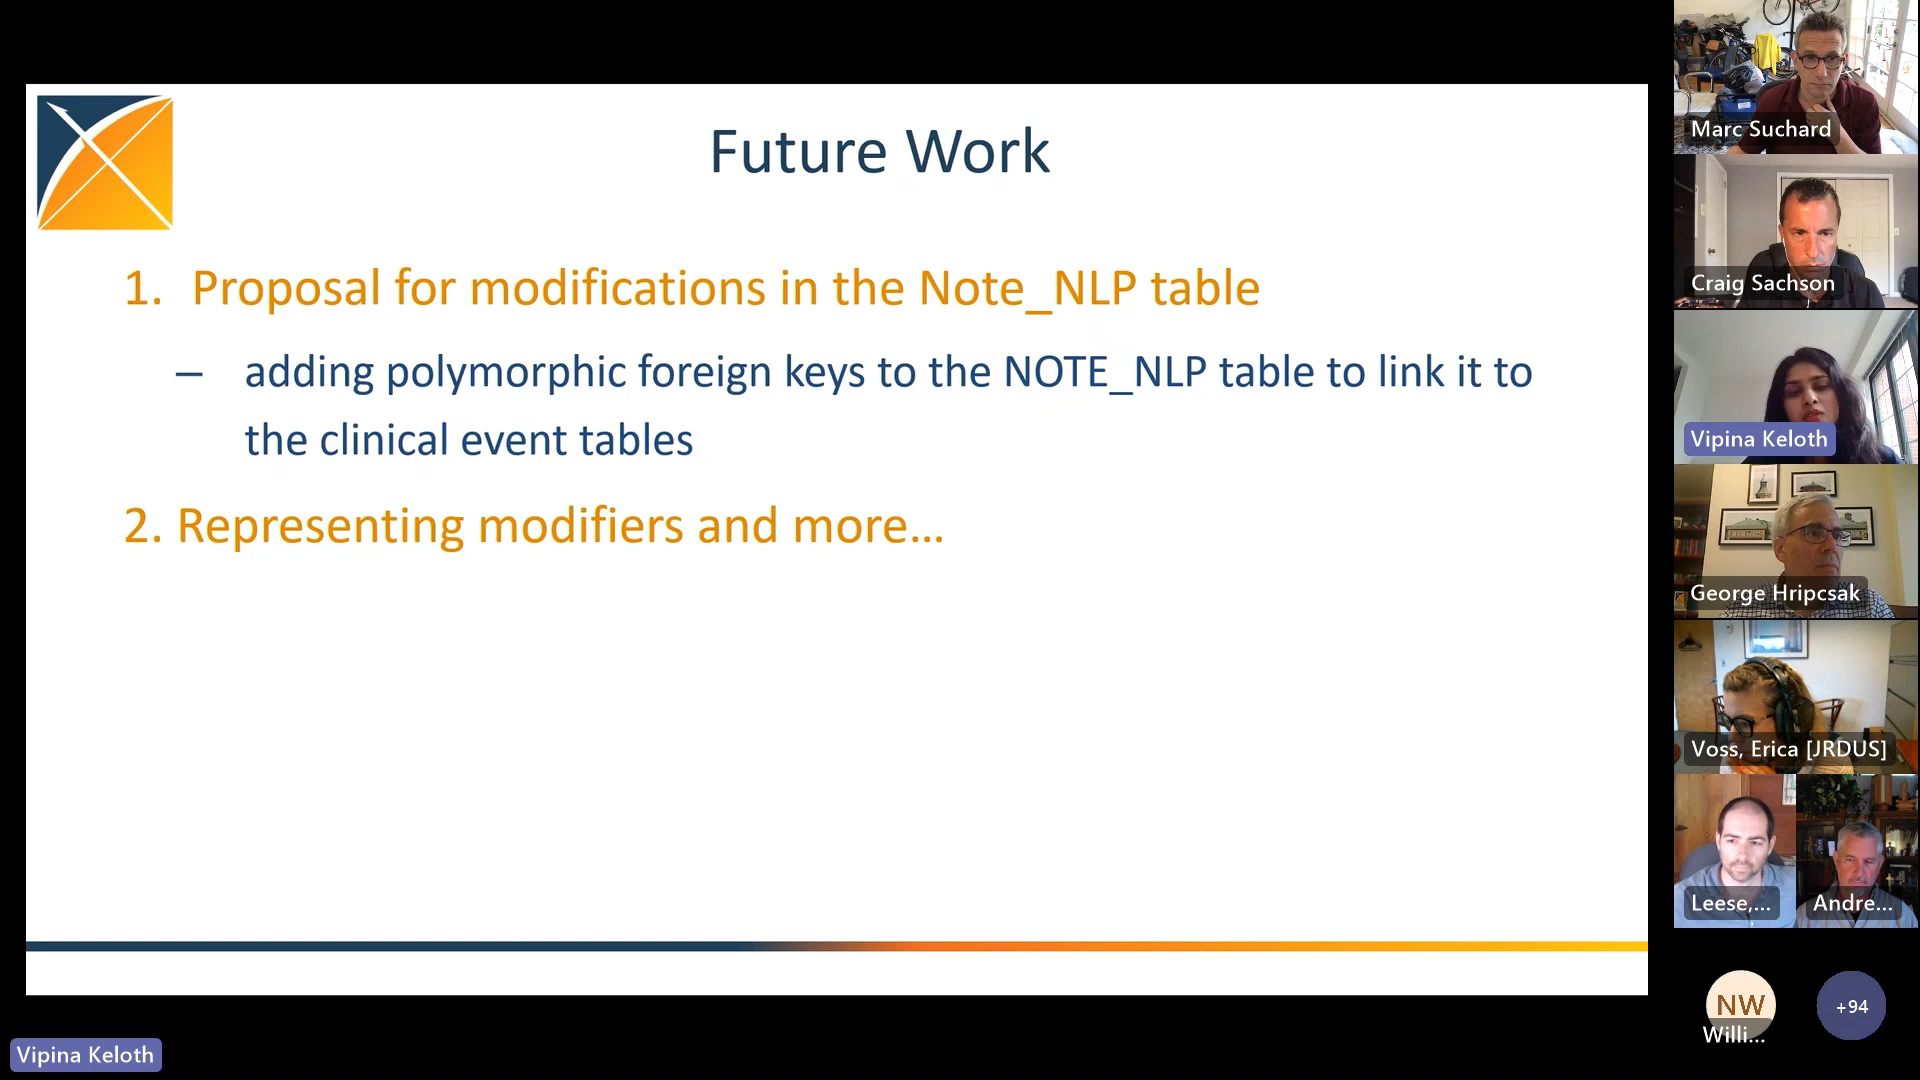 Future Work
1. Proposal for modifications in the Note_NLP table
– adding polymorphic foreign keys to the NOTE_NLP table to link it to
the clinical event tables
2. Representing modifiers and more...
Marc Suchard
Craig Sachson
Vipina Keloth
George Hripcsak
Voss, Erica [JRDUS]
Leese,...
Andre...
NW
Willi...
+94
Vipina Keloth